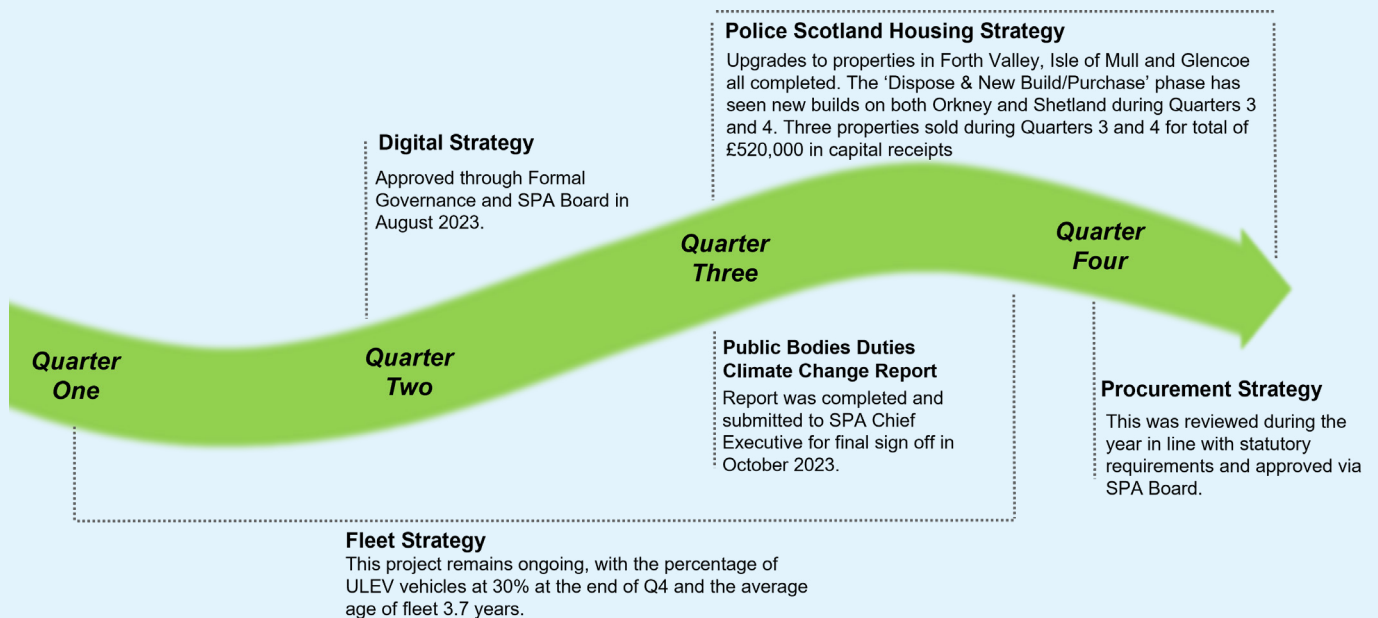 Police Scotland Housing Strategy
Upgrades to properties in Forth Valley, Isle of Mull and Glencoe
all completed. The ‘Dispose & New Build/Purchase’ phase has
seen new builds on both Orkney and Shetland during Quarters 3
and 4. Three properties sold during Quarters 3 and 4 for total of
£520,000 in capital receipts
Digital Strategy
Approved through Formal
Governance and SPA Board in
August 2023.
Quarter
One
Quarter
Two
Quarter
Three
Quarter
Four
Public Bodies Duties
Climate Change Report
Report was completed and
submitted to SPA Chief
Executive for final sign off in
October 2023.
Procurement Strategy
This was reviewed during the
year in line with statutory
requirements and approved via
SPA Board.
Fleet Strategy
This project remains ongoing, with the percentage of
ULEV vehicles at 30% at the end of Q4 and the average
age of fleet 3.7 years.